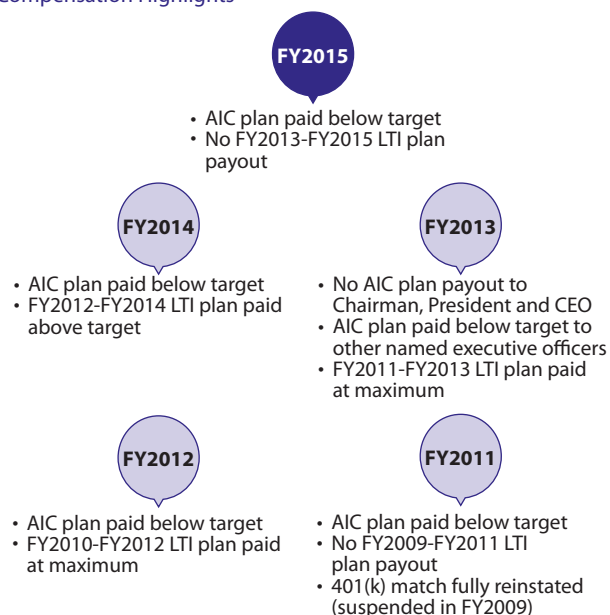 Compensation Highlights
FY2015
• AIC plan paid below target
• No FY2013-FY2015 LTI plan
payout
FY2014
• AIC plan paid below target
• FY2012-FY2014 LTI plan paid
above target
FY2013
• No AIC plan payout to
Chairman, President and CEO
• AIC plan paid below target to
other named executive officers
• FY2011-FY2013 LTI plan paid
at maximum
FY2012
• AIC plan paid below target
• FY2010-FY2012 LTI plan paid
at maximum
FY2011
• AIC plan paid below target
• No FY2009-FY2011 LTI
plan payout
• 401(k) match fully reinstated
(suspended in FY2009)